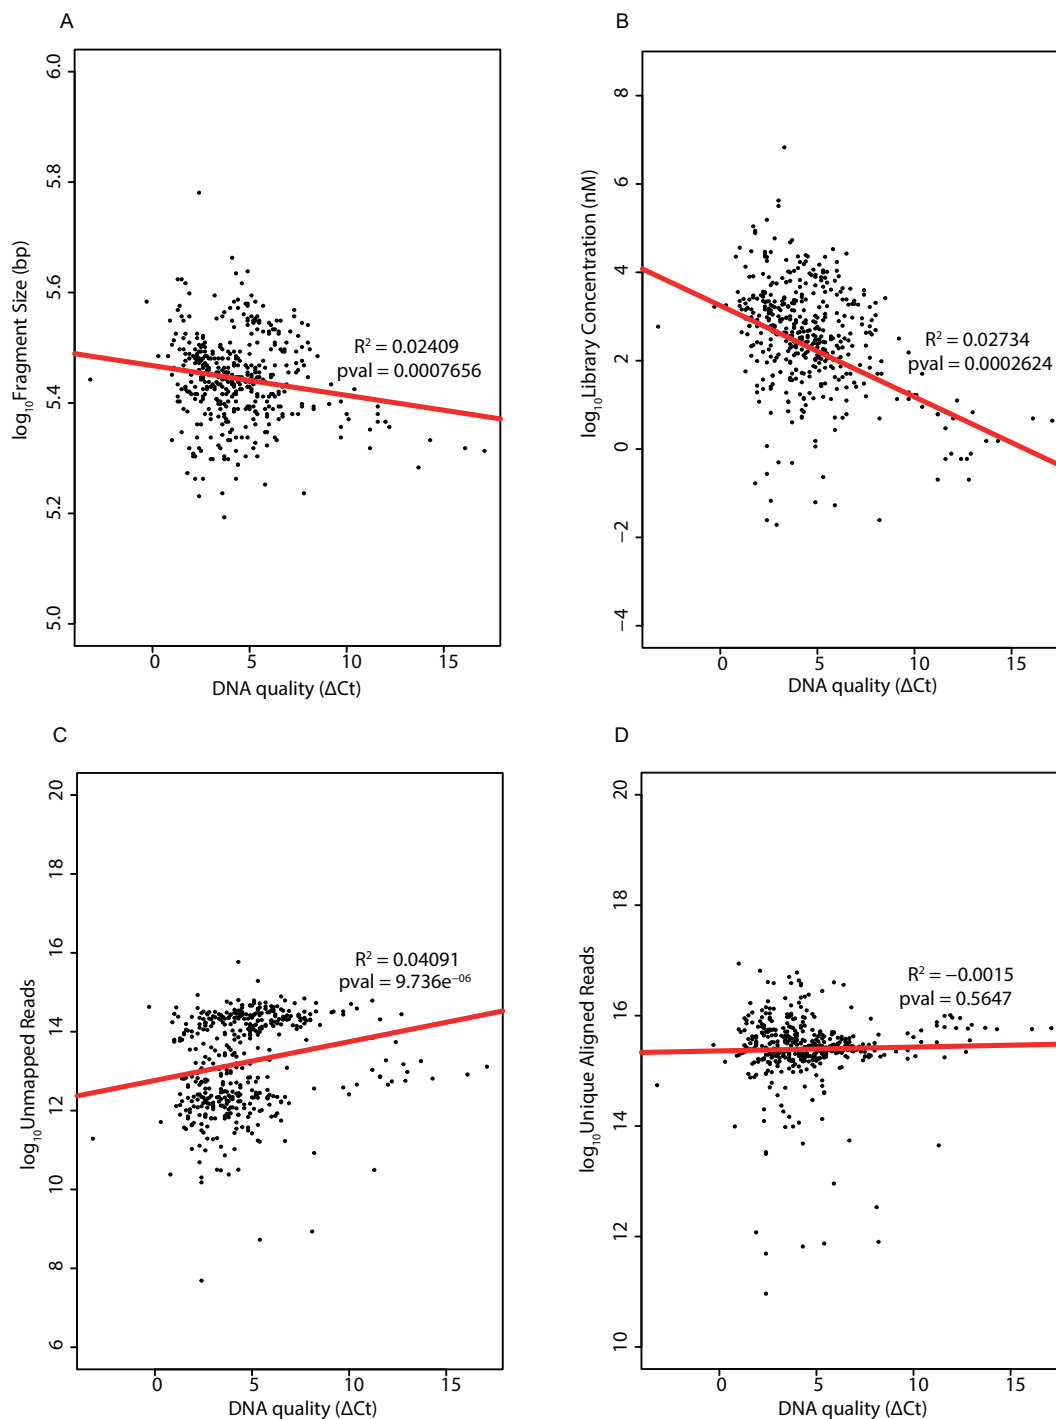 A
log₁₀Fragment Size (bp)
6.0
5.8
5.6
5.4
5.2
5.0
R² = 0.02409
pval = 0.0007656
0 5 10 15
DNA quality (ΔCt)
B
log₁₀Library Concentration (nM)
8
6
4
2
0
−2
−4
R² = 0.02734
pval = 0.0002624
0 5 10 15
DNA quality (ΔCt)
C
log₁₀Unmapped Reads
20
18
16
14
12
10
8
6
R² = 0.04091
pval = 9.736e⁻⁰⁶
0 5 10 15
DNA quality (ΔCt)
D
log₁₀Unique Aligned Reads
20
18
16
14
12
10
R² = −0.0015
pval = 0.5647
0 5 10 15
DNA quality (ΔCt)